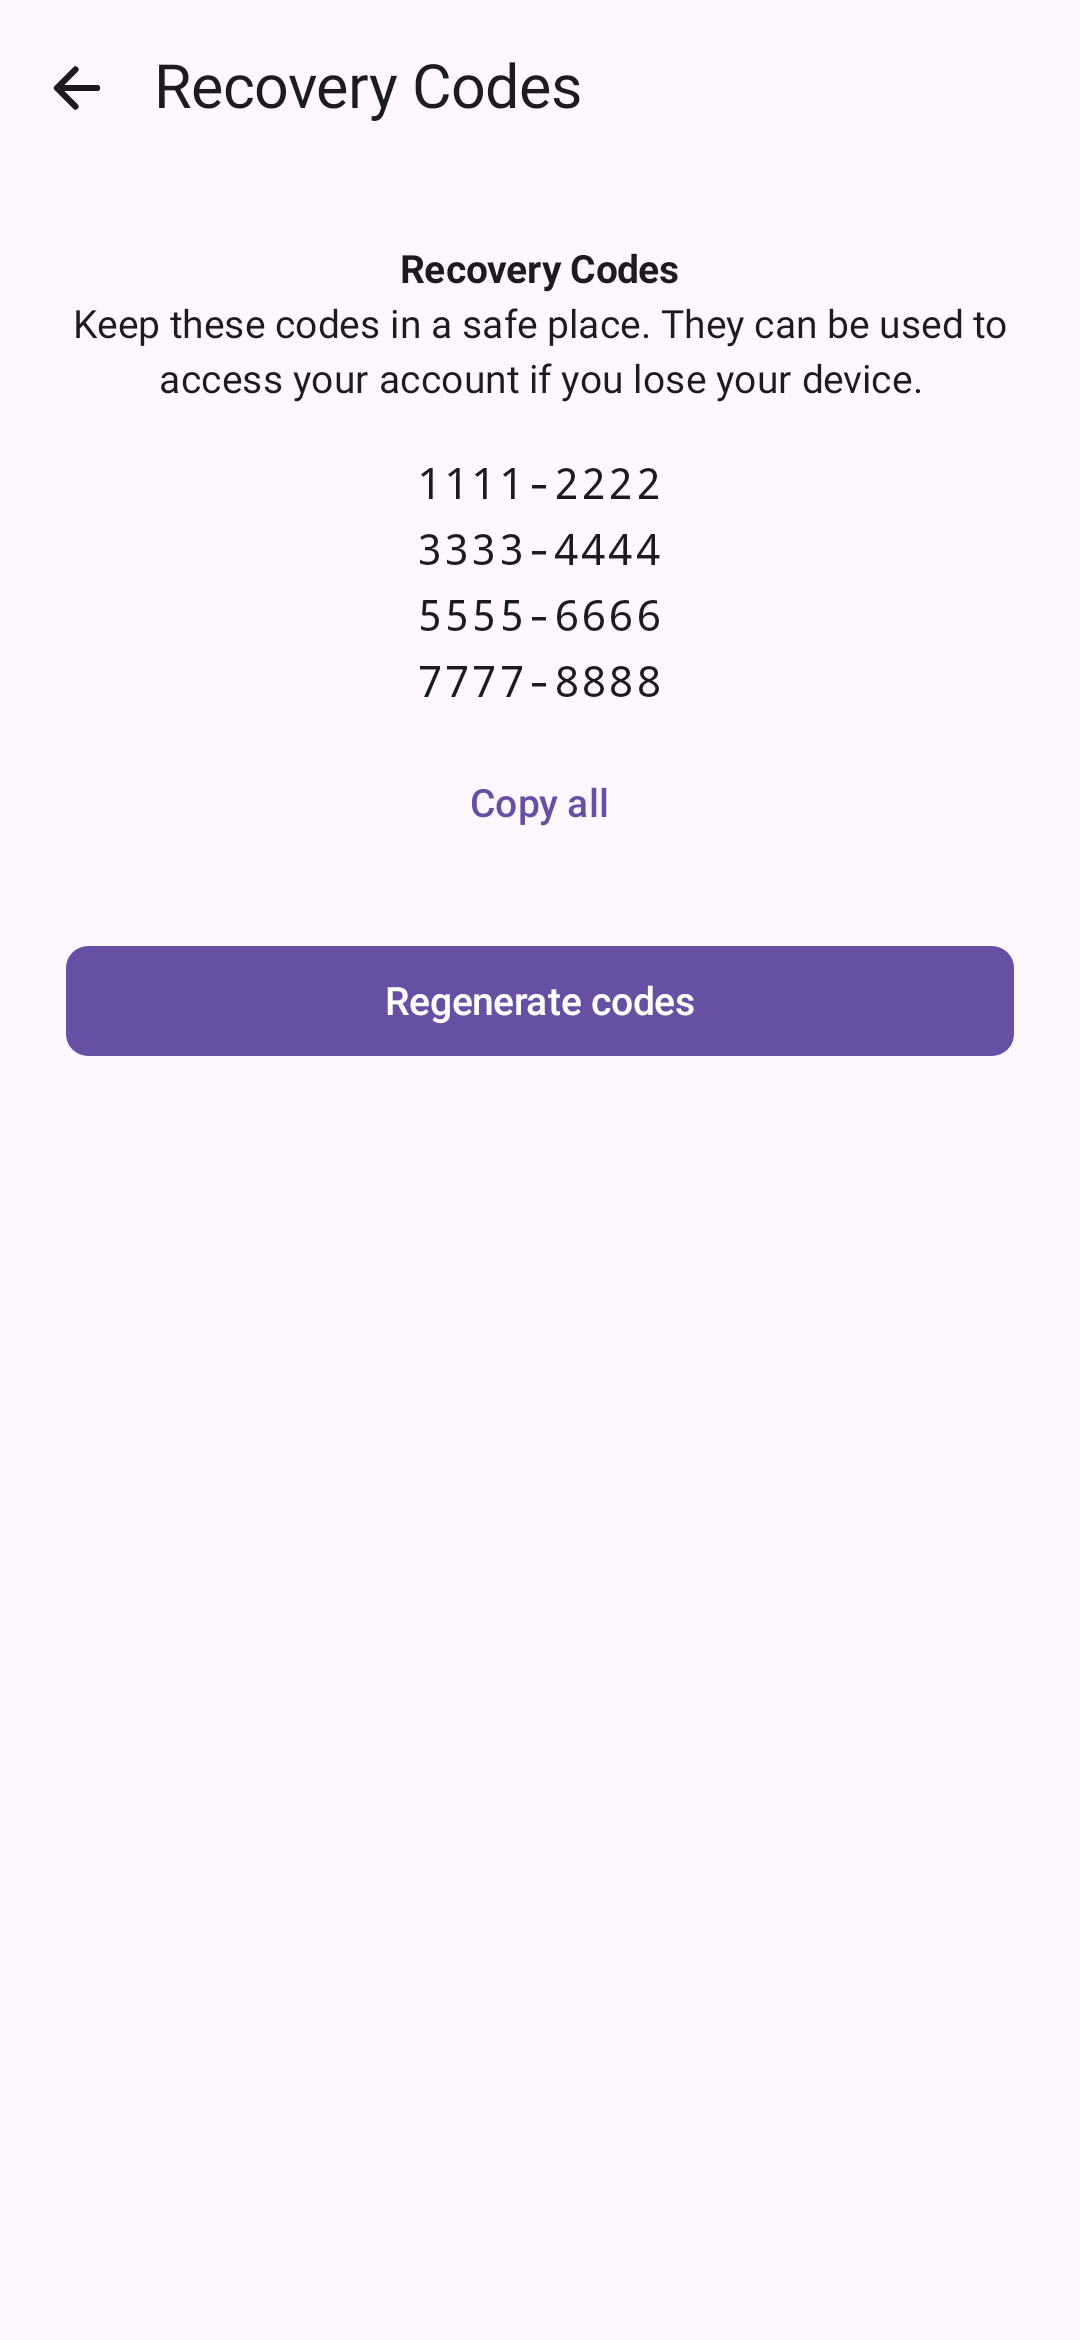 Recovery Codes
Recovery Codes
Keep these codes in a safe place. They can be used to
access your account if you lose your device.
1111-2222
3333-4444
5555-6666
7777-8888
Copy all
Regenerate codes